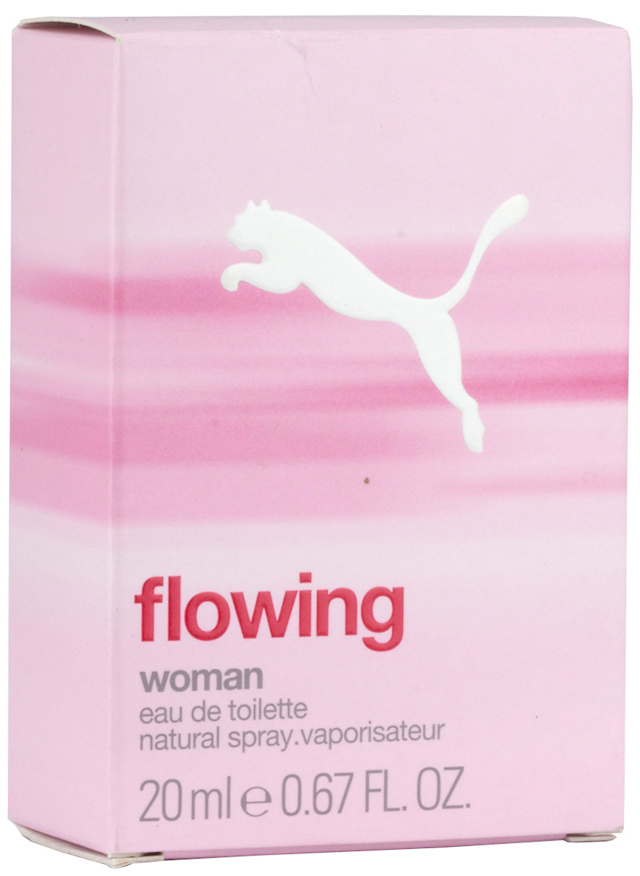 flowing
woman
eau de toilette
natural spray.vaporisateur
20 ml ℮ 0.67 FL. OZ.